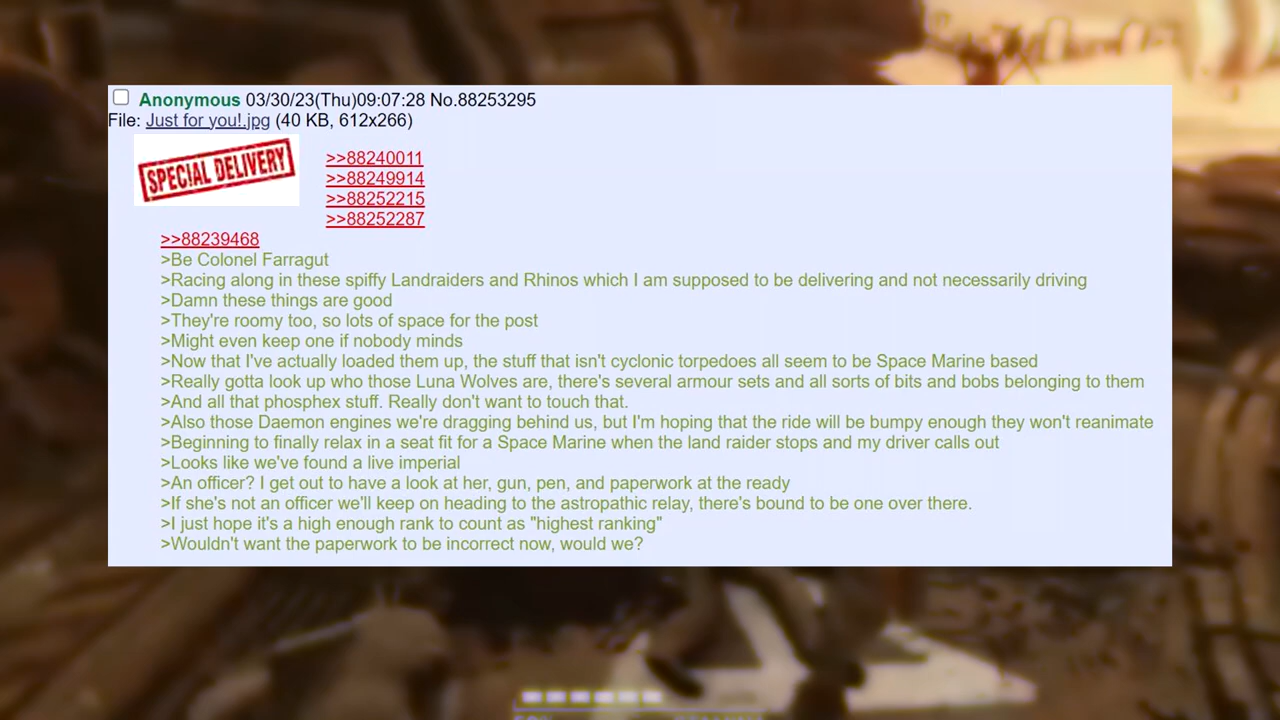 Anonymous 03/30/23(Thu)09:07:28 No.88253295
File: Just for you!.jpg (40 KB, 612x266)
SPECIAL DELIVERY
>>88240011
>>88249914
>>88252215
>>88252287
>>88239468
>Be Colonel Farragut
>Racing along in these spiffy Landraiders and Rhinos which I am supposed to be delivering and not necessarily driving
>Damn these things are good
>They're roomy too, so lots of space for the post
>Might even keep one if nobody minds
>Now that I've actually loaded them up, the stuff that isn't cyclonic torpedoes all seem to be Space Marine based
>Really gotta look up who those Luna Wolves are, there's several armour sets and all sorts of bits and bobs belonging to them
>And all that phosphex stuff. Really don't want to touch that.
>Also those Daemon engines we're dragging behind us, but I'm hoping that the ride will be bumpy enough they won't reanimate
>Beginning to finally relax in a seat fit for a Space Marine when the land raider stops and my driver calls out
>Looks like we've found a live imperial
>An officer? I get out to have a look at her, gun, pen, and paperwork at the ready
>If she's not an officer we'll keep on heading to the astropathic relay, there's bound to be one over there.
>I just hope it's a high enough rank to count as "highest ranking"
>Wouldn't want the paperwork to be incorrect now, would we?